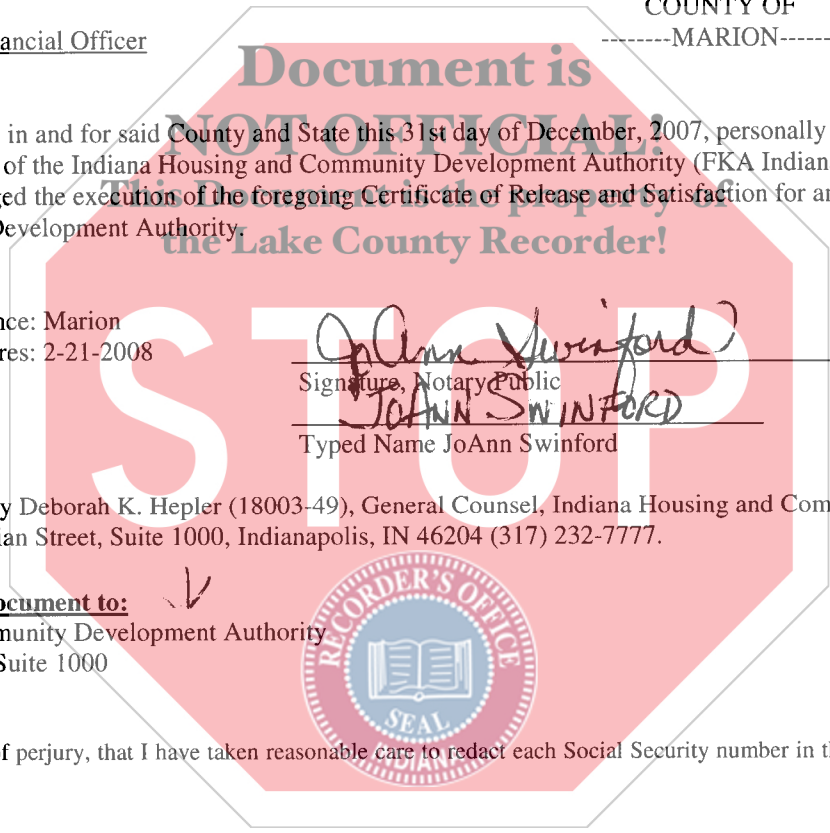 COUNTY OF
ancial Officer
--------MARION------
Document is
NOT OFFICIAL!
in and for said County and State this 31st day of December, 2007, personally
of the Indiana Housing and Community Development Authority (FKA Indian
This Document is the property of
ed the execution of the foregoing Certificate of Release and Satisfaction for an
Development Authority.
the Lake County Recorder!
nce: Marion
res: 2-21-2008
STOP
JoAnn Swinford
Signature, Notary Public
JOANN SWINFORD
Typed Name JoAnn Swinford
y Deborah K. Hepler (18003-49), General Counsel, Indiana Housing and Com
ian Street, Suite 1000, Indianapolis, IN 46204 (317) 232-7777.
ocument to:
munity Development Authority
Suite 1000
RECORDER'S OFFICE
SEAL
INDIANA
f perjury, that I have taken reasonable care to redact each Social Security number in th